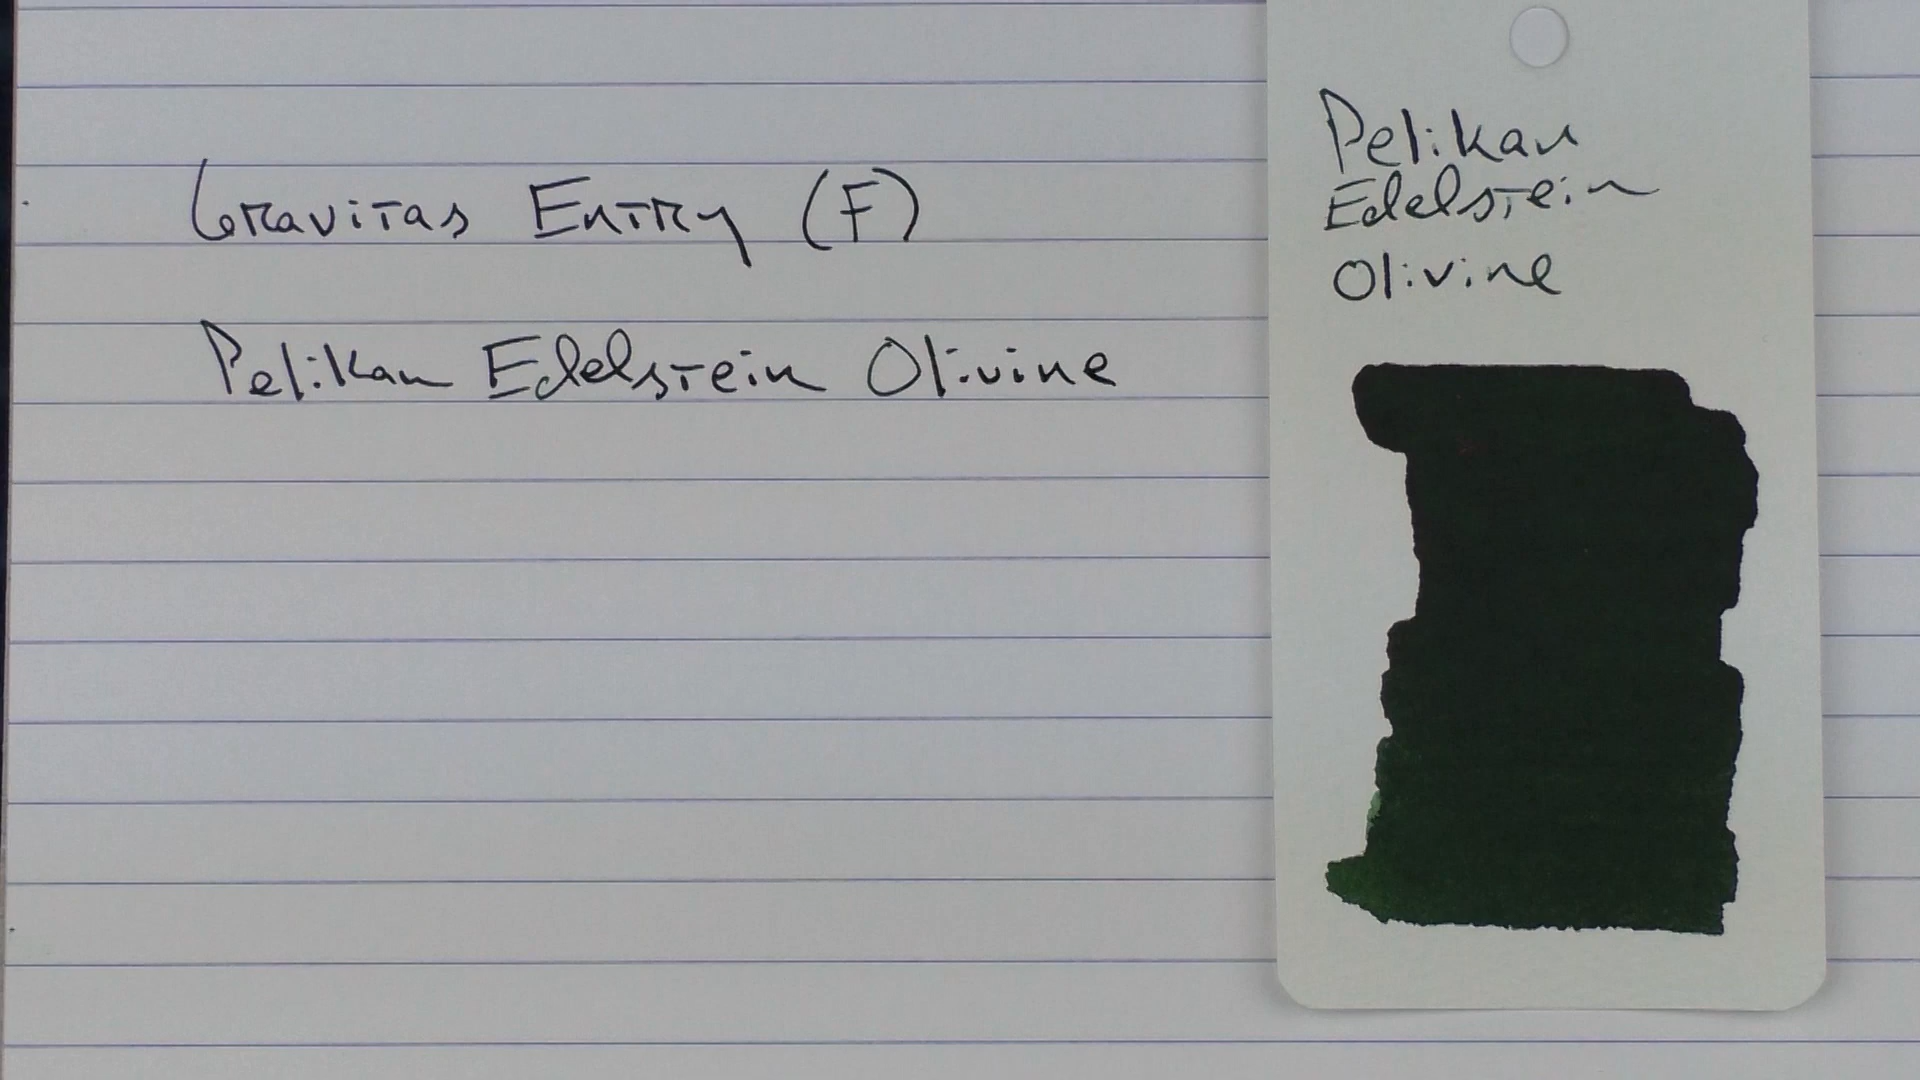 Gravitas Entry (F)
Pelikan Edelstein Olivine
Pelikan
Edelstein
Olivine